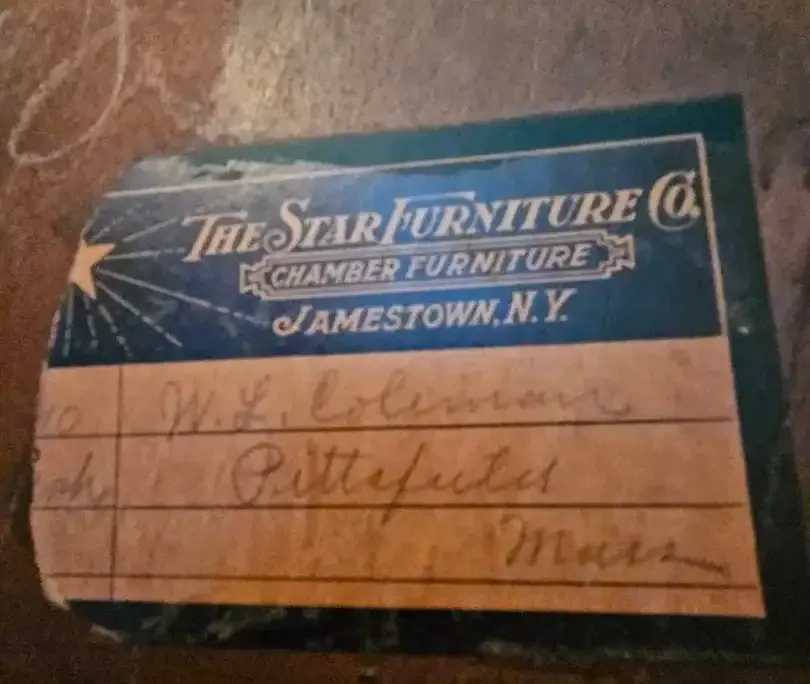 THE STAR FURNITURE CO.
CHAMBER FURNITURE
JAMESTOWN, N.Y.
W. L. Coleman
Pittsfield
Mass